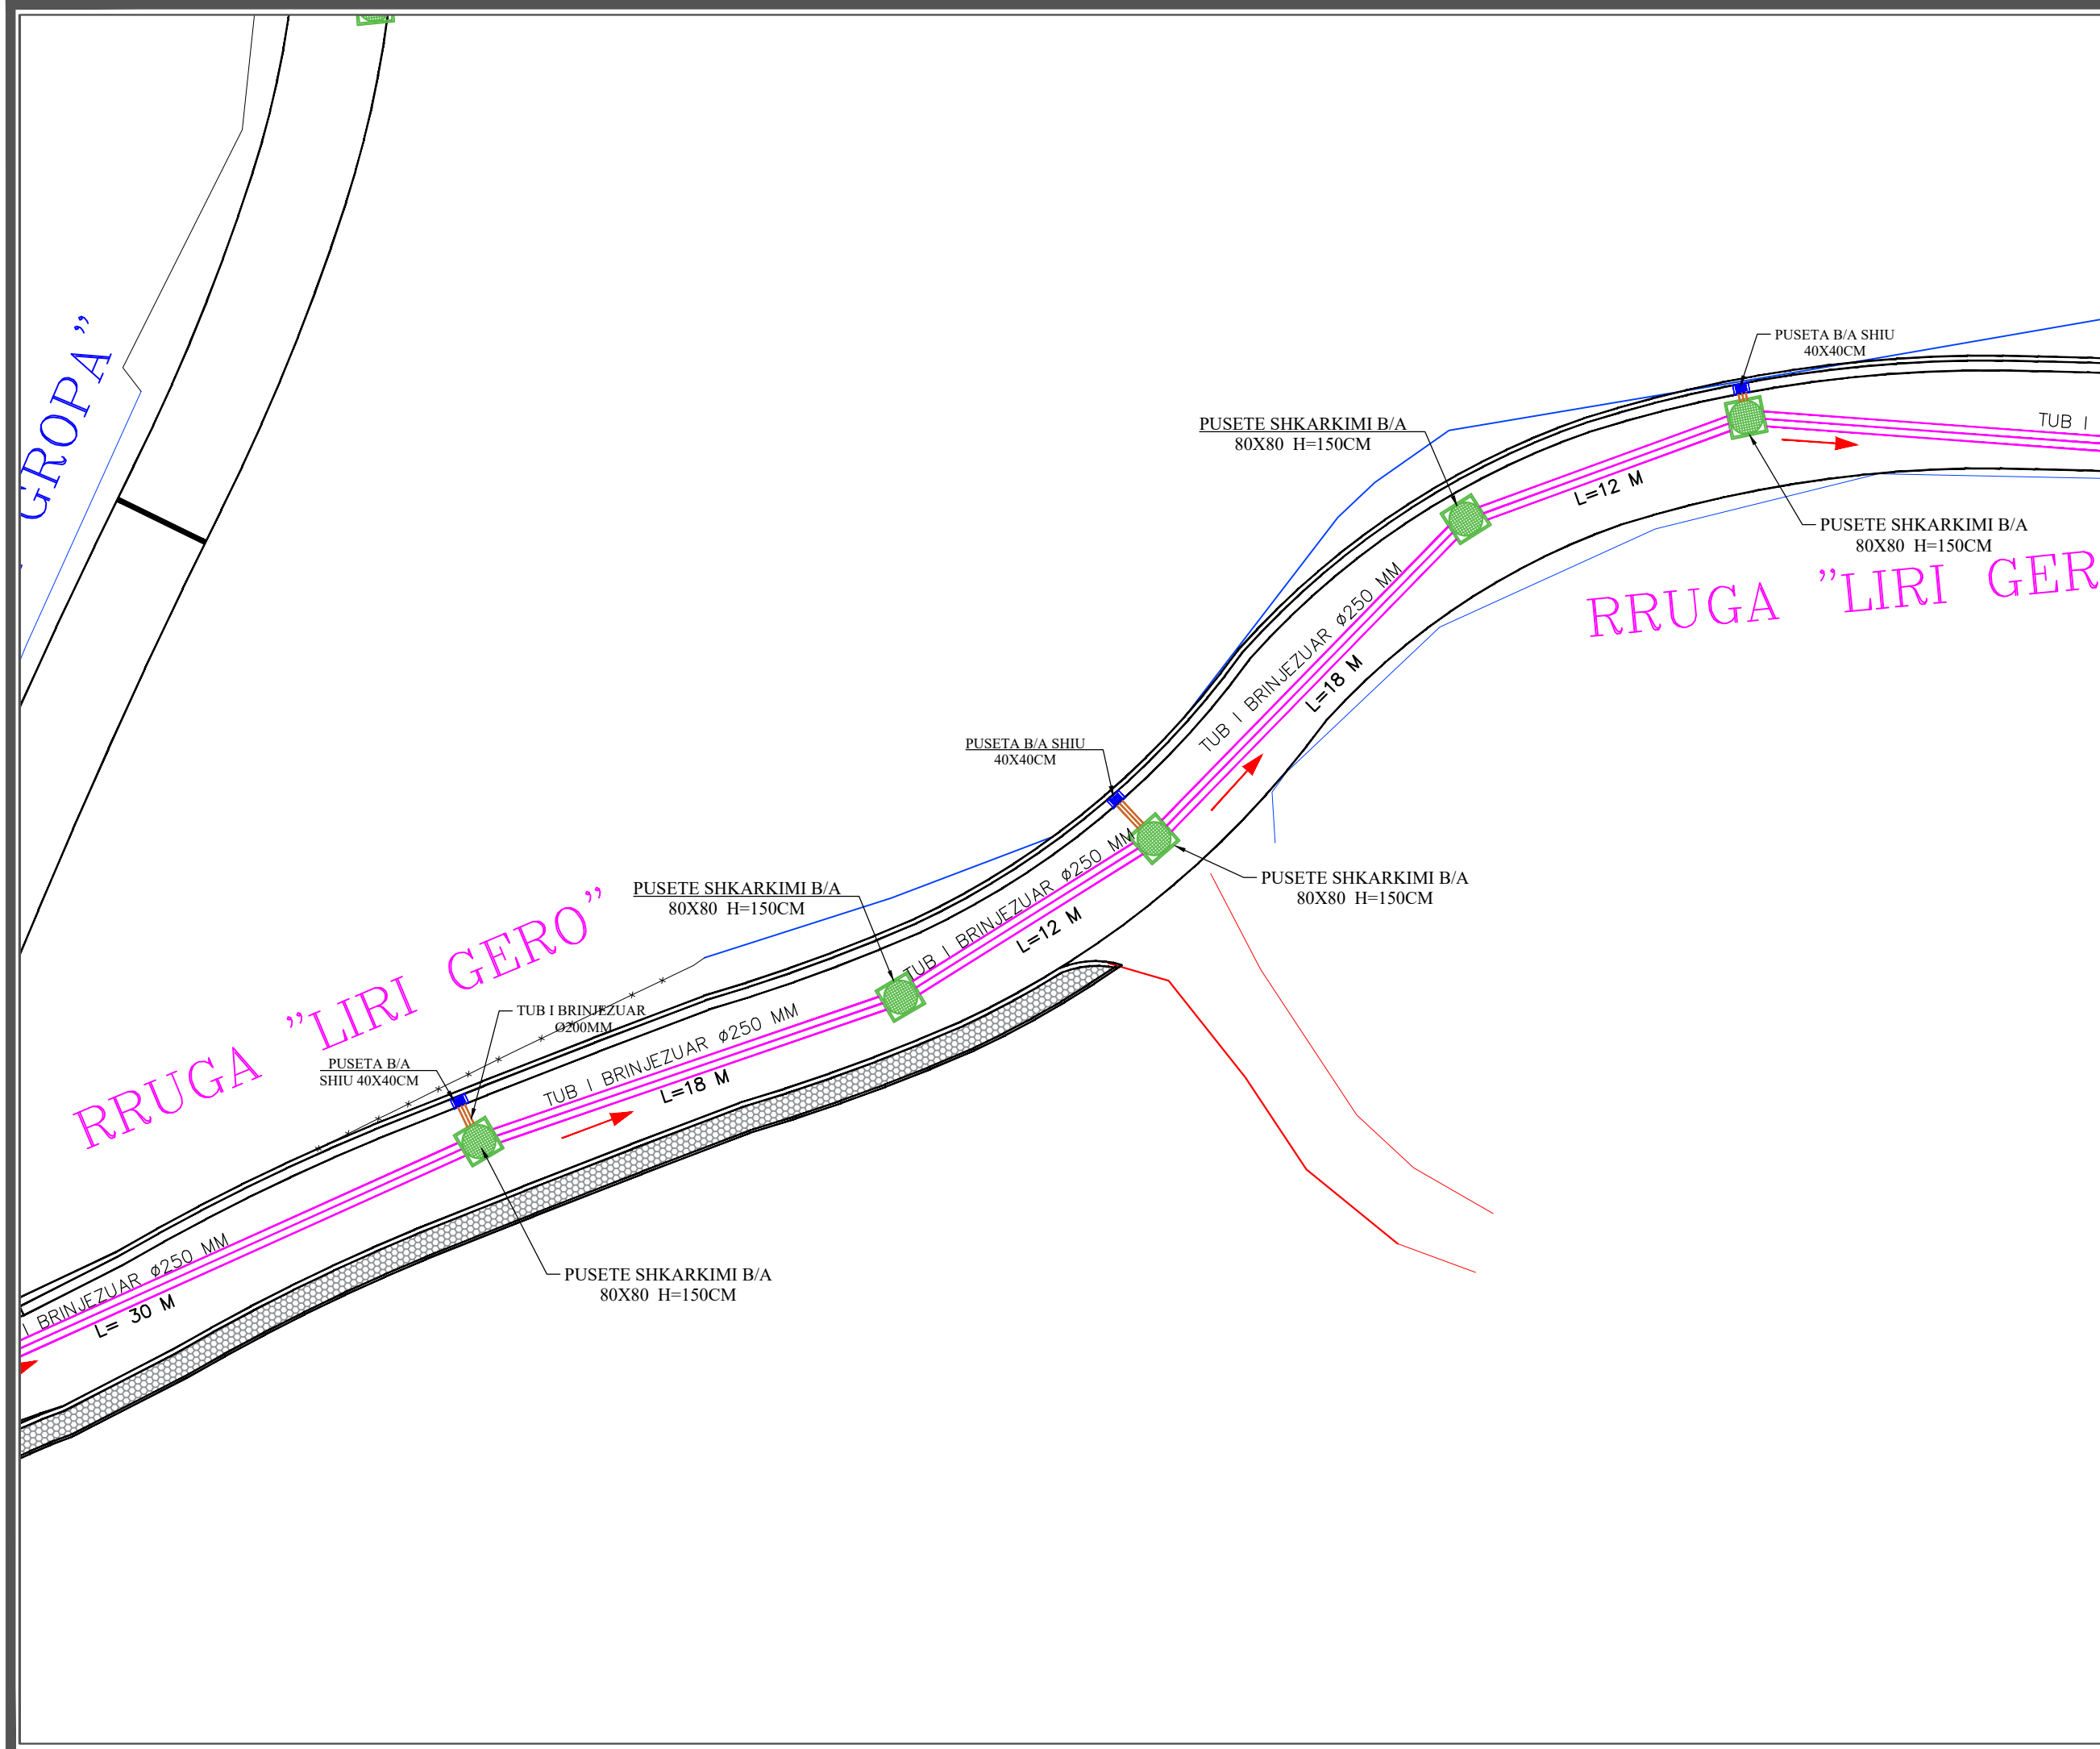 GROPA"
PUSETA B/A SHIU
40X40CM
PUSETE SHKARKIMI B/A
80X80 H=150CM
TUB I
L=12 M
PUSETE SHKARKIMI B/A
80X80 H=150CM
RRUGA "LIRI GER
TUB I BRINJEZUAR ø250 MM
L=18 M
PUSETA B/A SHIU
40X40CM
PUSETE SHKARKIMI B/A
80X80 H=150CM
PUSETE SHKARKIMI B/A
80X80 H=150CM
TUB I BRINJEZUAR ø250 MM
L=12 M
RRUGA "LIRI GERO"
TUB I BRINJEZUAR
Ø200MM
PUSETA B/A
SHIU 40X40CM
TUB I BRINJEZUAR ø250 MM
L=18 M
PUSETE SHKARKIMI B/A
80X80 H=150CM
I BRINJEZUAR ø250 MM
L= 30 M